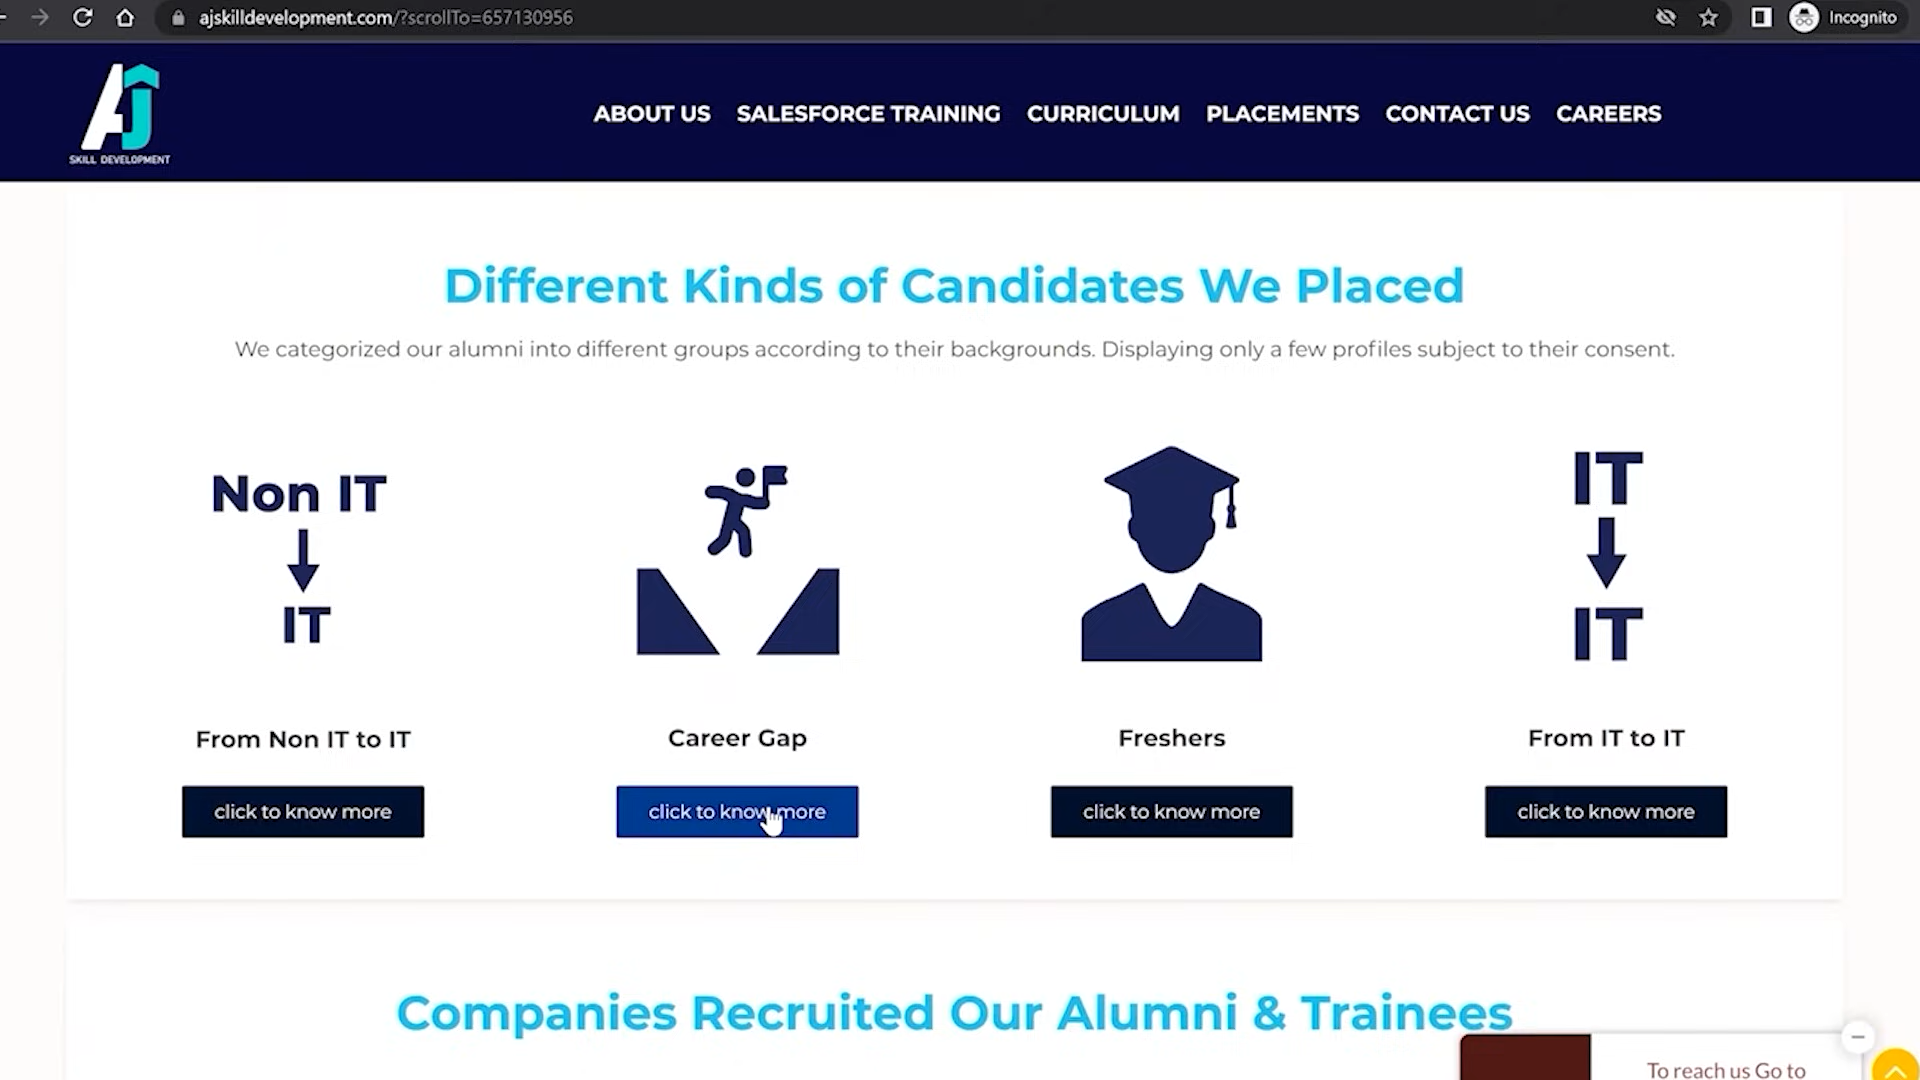 ajskilldevelopment.com/?scrollTo=657130956
Incognito
AJ
SKILL DEVELOPMENT
ABOUT US
SALESFORCE TRAINING
CURRICULUM
PLACEMENTS
CONTACT US
CAREERS
Different Kinds of Candidates We Placed
We categorized our alumni into different groups according to their backgrounds. Displaying only a few profiles subject to their consent.
Non IT
IT
IT
IT
From Non IT to IT
Career Gap
Freshers
From IT to IT
click to know more
click to know more
click to know more
click to know more
Companies Recruited Our Alumni & Trainees
To reach us Go to